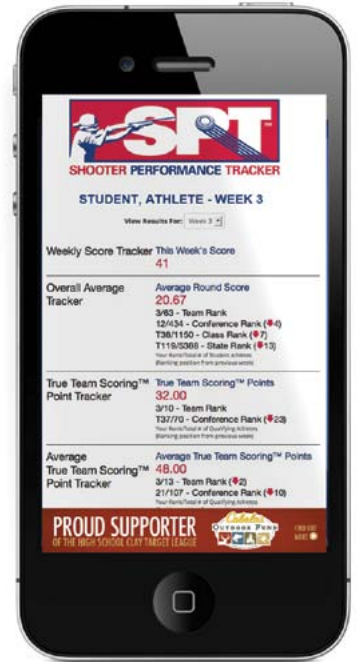 SPT
SHOOTER PERFORMANCE TRACKER
STUDENT, ATHLETE - WEEK 3
View Results For: Week 3
Weekly Score Tracker This Week's Score
41
Overall Average Tracker
Average Round Score
20.67
3/63 - Team Rank
12/434 - Conference Rank (4)
T38/1150 - Class Rank (7)
T119/5388 - State Rank (13)
Your Rank/Total # of Student Athletes
(Ranking position from previous week)
True Team Scoring™ Point Tracker
True Team Scoring™ Points
32.00
3/10 - Team Rank
T37/70 - Conference Rank (23)
Your Rank/Total # of Qualifying Athletes
(Ranking position from previous week)
Average True Team Scoring™ Point Tracker
Average True Team Scoring™ Points
48.00
3/13 - Team Rank (2)
21/107 - Conference Rank (10)
Your Rank/Total # of Qualifying Athletes
PROUD SUPPORTER
OF THE HIGH SCHOOL CLAY TARGET LEAGUE
Cabela's
OUTDOOR FUND
FIND OUT
MORE